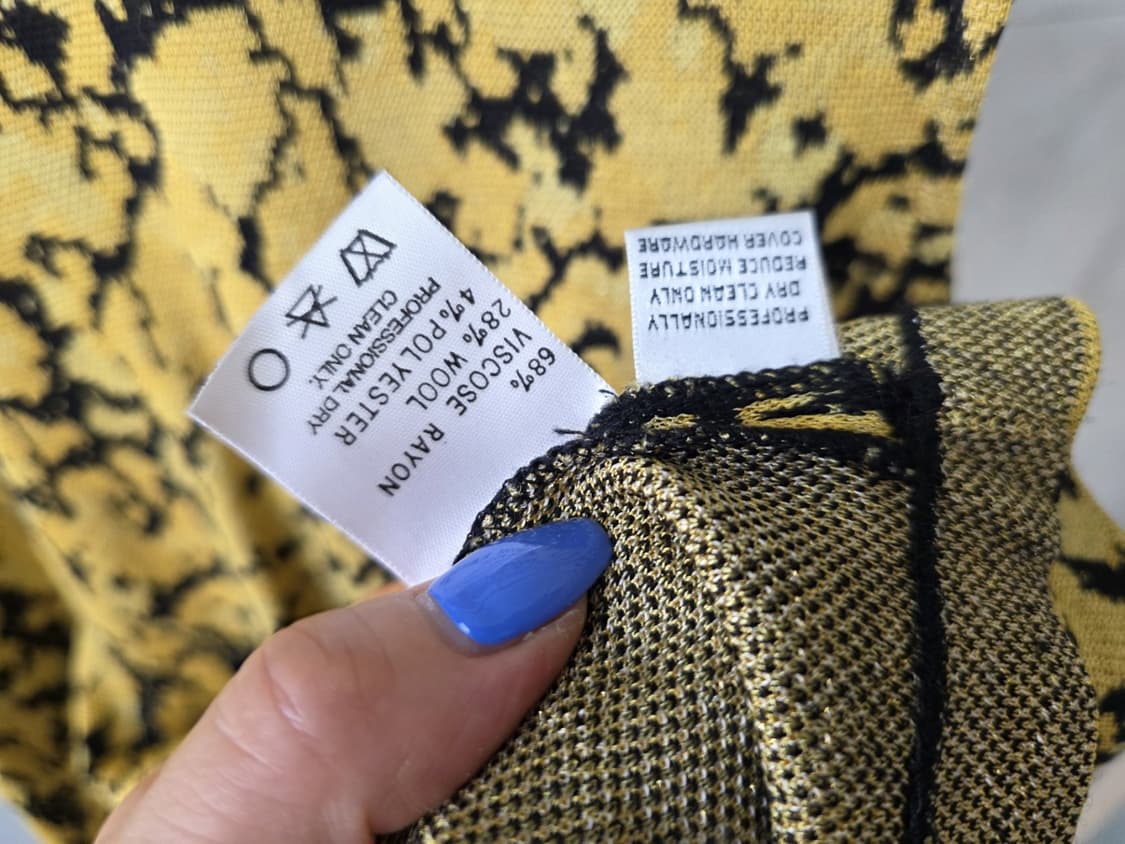 68%
VISCOSE RAYON
28% WOOL
4% POLYESTER
PROFESSIONAL DRY
CLEAN ONLY.
PROFESSIONALLY
DRY CLEAN ONLY
REDUCE MOISTURE
COVER HARDWARE